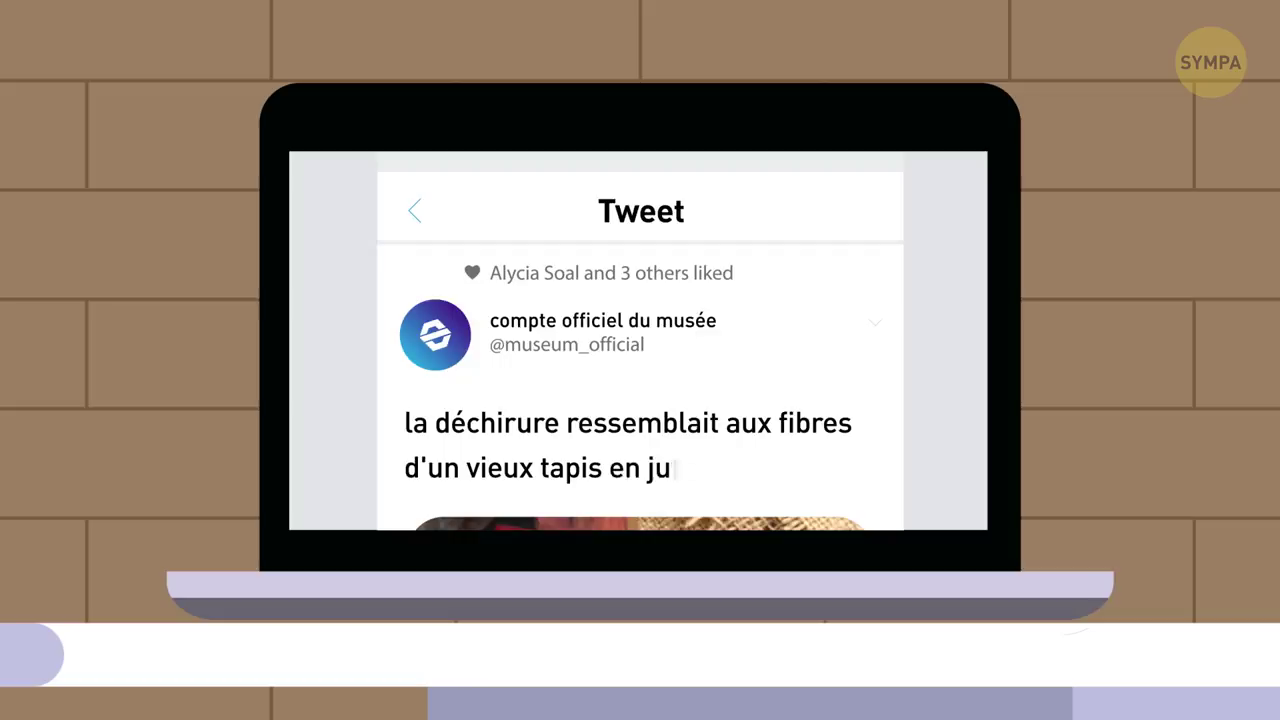 SYMPA
Tweet
Alycia Soal and 3 others liked
compte officiel du musée
@museum_official
la déchirure ressemblait aux fibres
d'un vieux tapis en ju